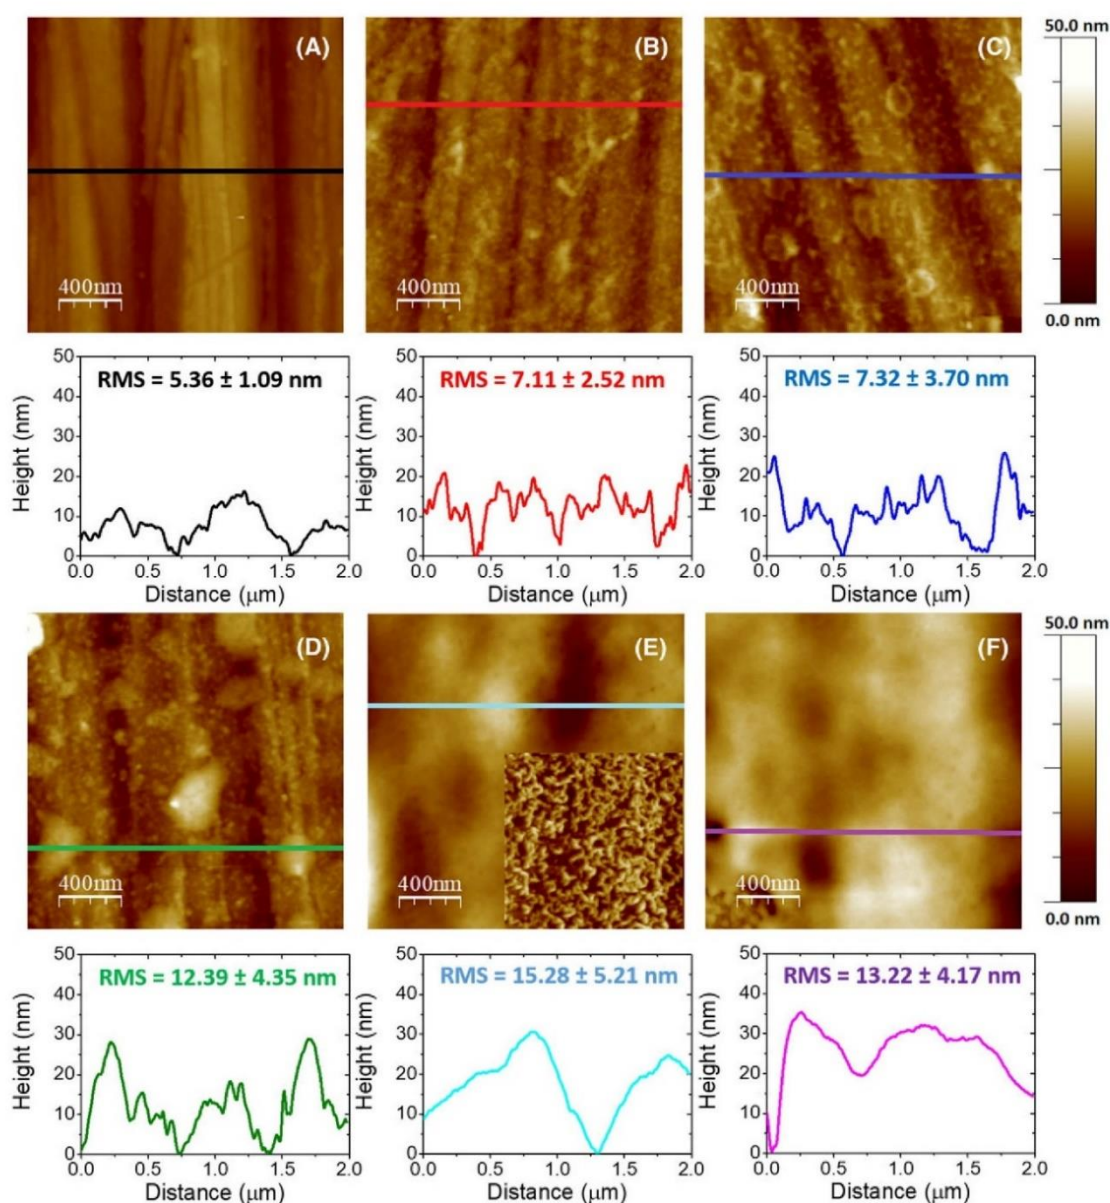 (A)
(B)
(C)
50.0 nm
0.0 nm
400nm
400nm
400nm
RMS = 5.36 ± 1.09 nm
RMS = 7.11 ± 2.52 nm
RMS = 7.32 ± 3.70 nm
Height (nm)
50
40
30
20
10
0
0.0 0.5 1.0 1.5 2.0
Distance (μm)
Height (nm)
50
40
30
20
10
0
0.0 0.5 1.0 1.5 2.0
Distance (μm)
Height (nm)
50
40
30
20
10
0
0.0 0.5 1.0 1.5 2.0
Distance (μm)
(D)
(E)
(F)
50.0 nm
0.0 nm
400nm
400nm
400nm
RMS = 12.39 ± 4.35 nm
RMS = 15.28 ± 5.21 nm
RMS = 13.22 ± 4.17 nm
Height (nm)
50
40
30
20
10
0
0.0 0.5 1.0 1.5 2.0
Distance (μm)
Height (nm)
50
40
30
20
10
0
0.0 0.5 1.0 1.5 2.0
Distance (μm)
Height (nm)
50
40
30
20
10
0
0.0 0.5 1.0 1.5 2.0
Distance (μm)